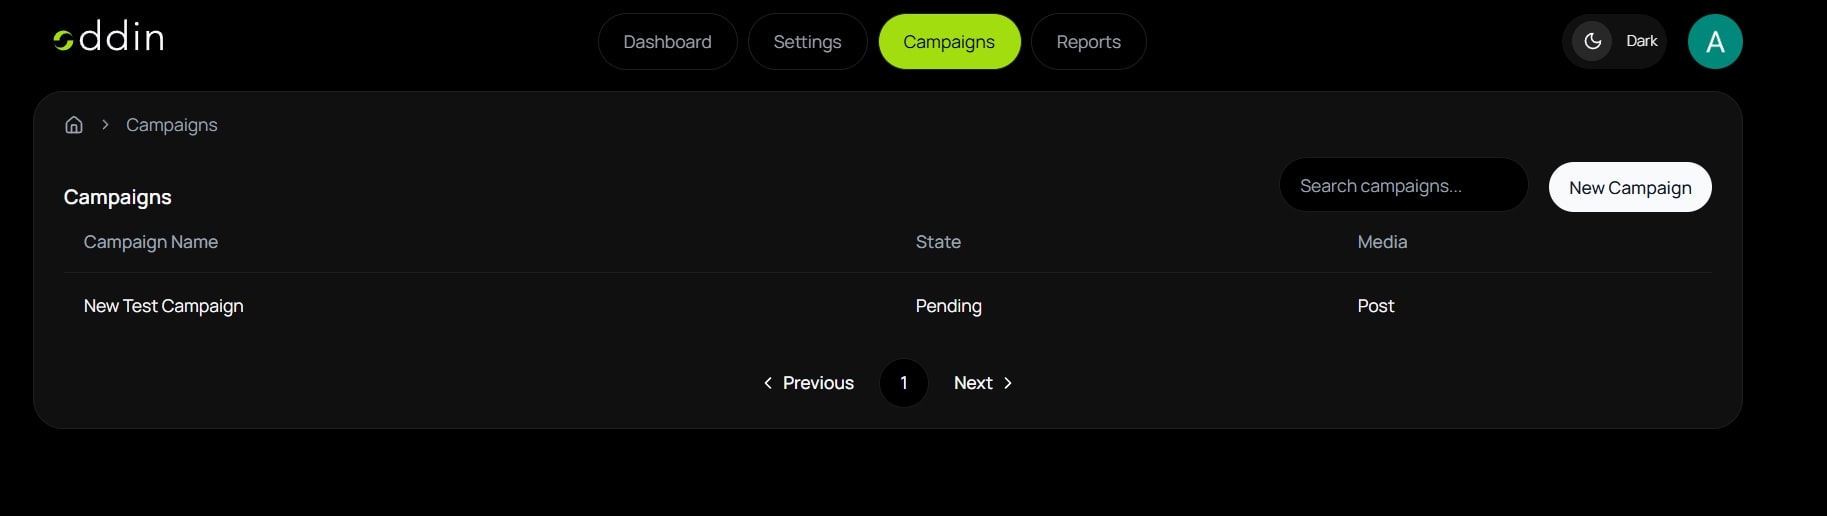 oddin
Dashboard
Settings
Campaigns
Reports
Dark
A
Campaigns
Campaigns
Search campaigns...
New Campaign
Campaign Name State Media
New Test Campaign Pending Post
Previous 1 Next